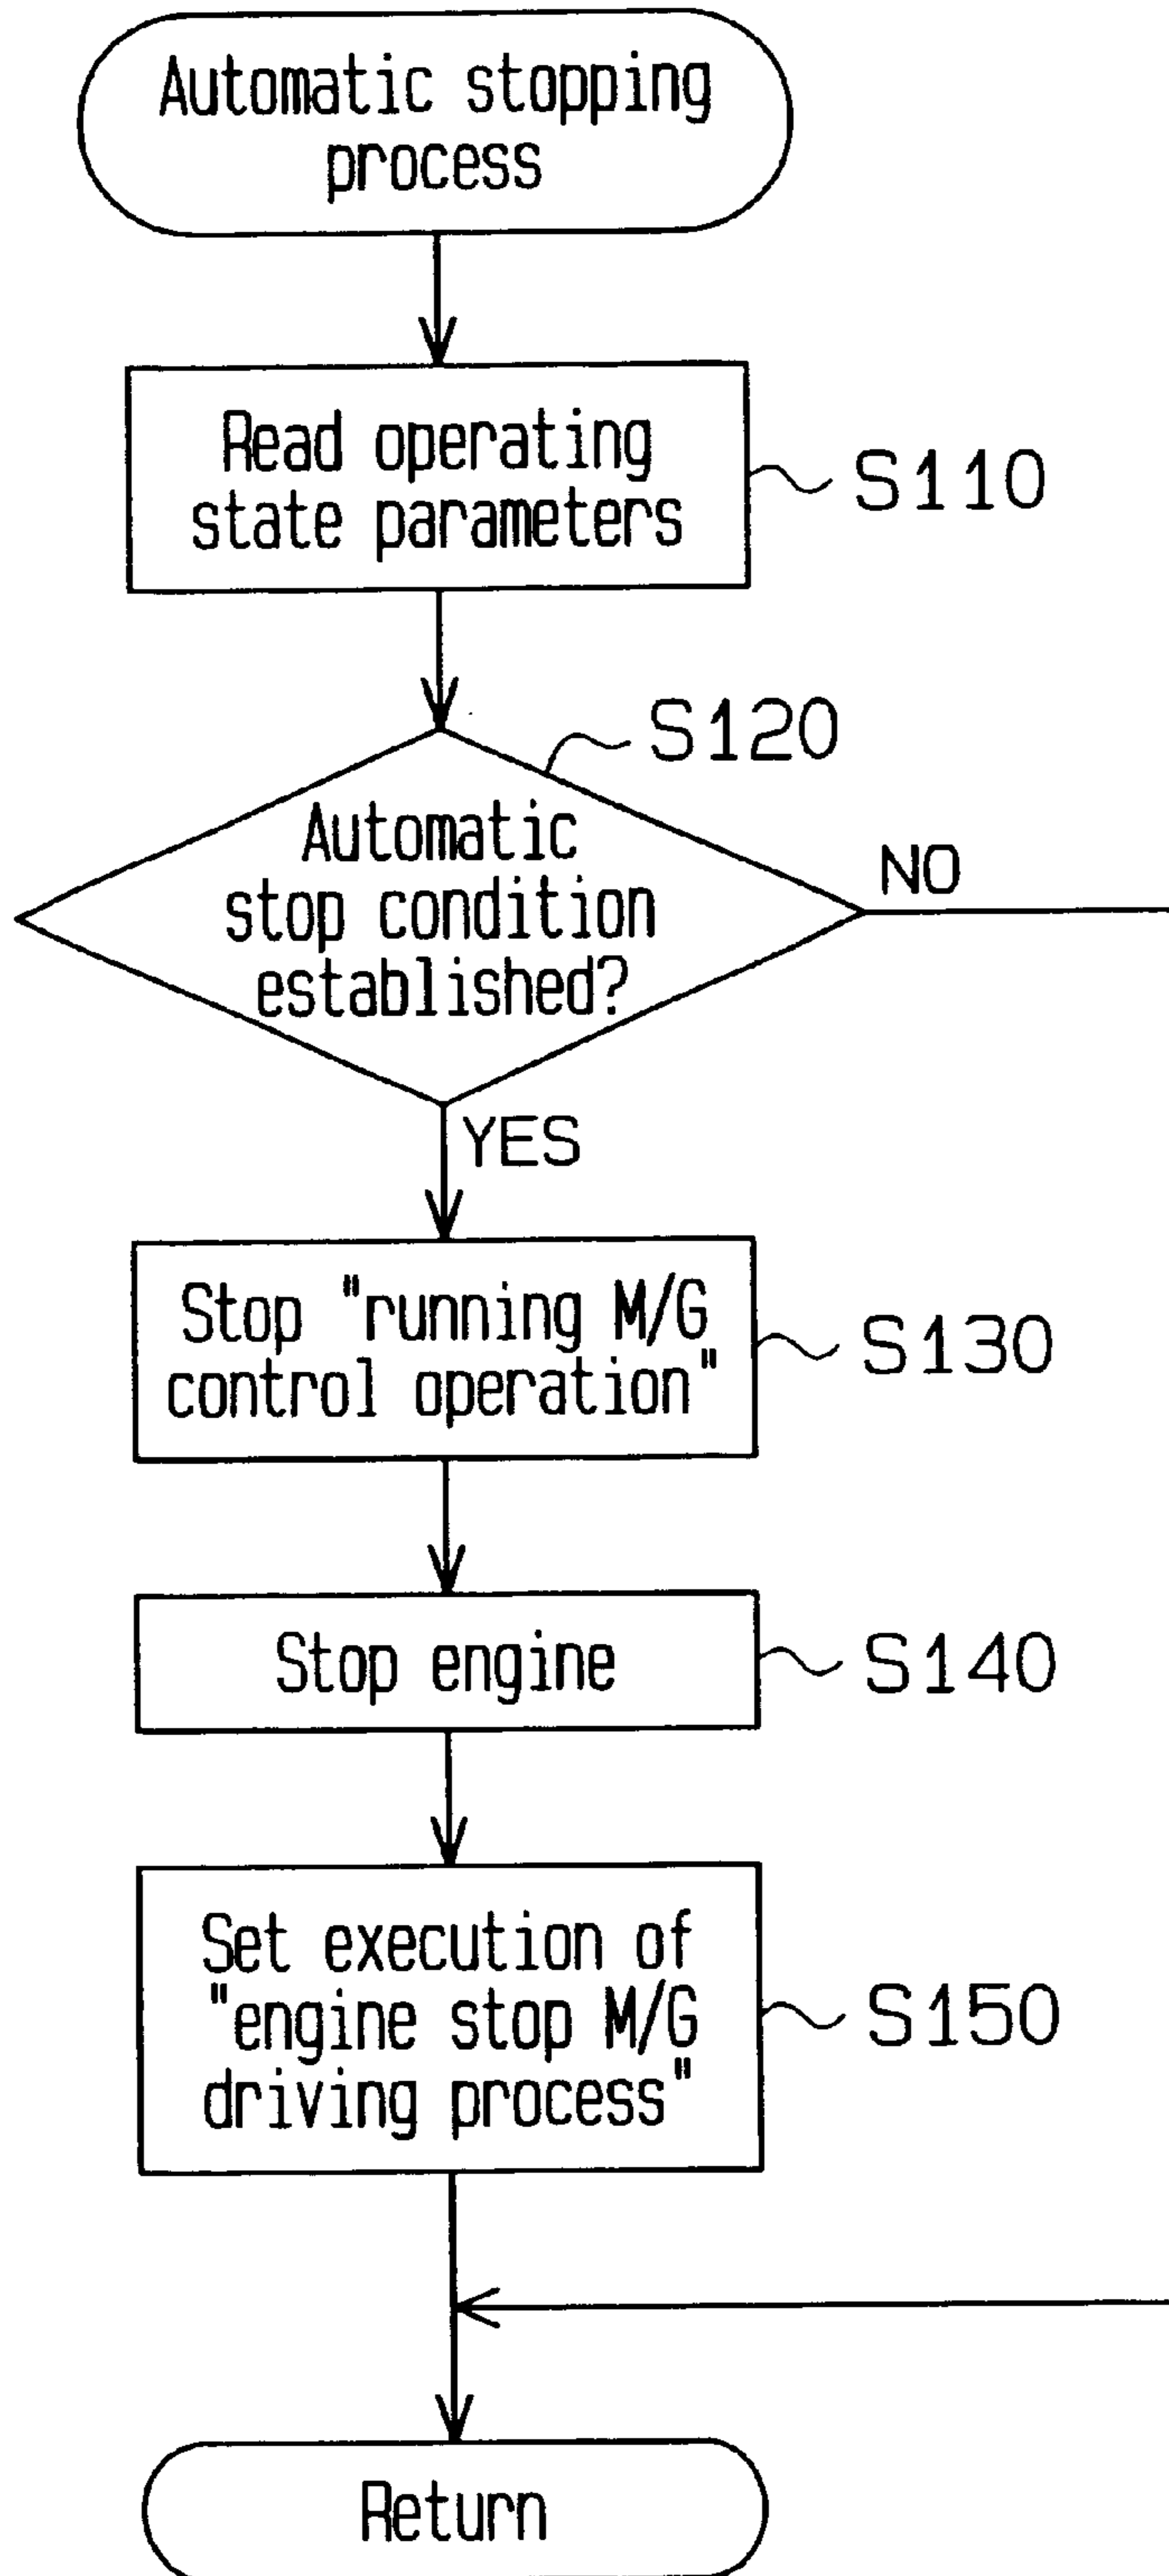 Automatic stopping
process
Read operating
state parameters
S110
S120
Automatic
stop condition
established?
NO
YES
Stop "running M/G
control operation"
S130
Stop engine
S140
Set execution of
"engine stop M/G
driving process"
S150
Return